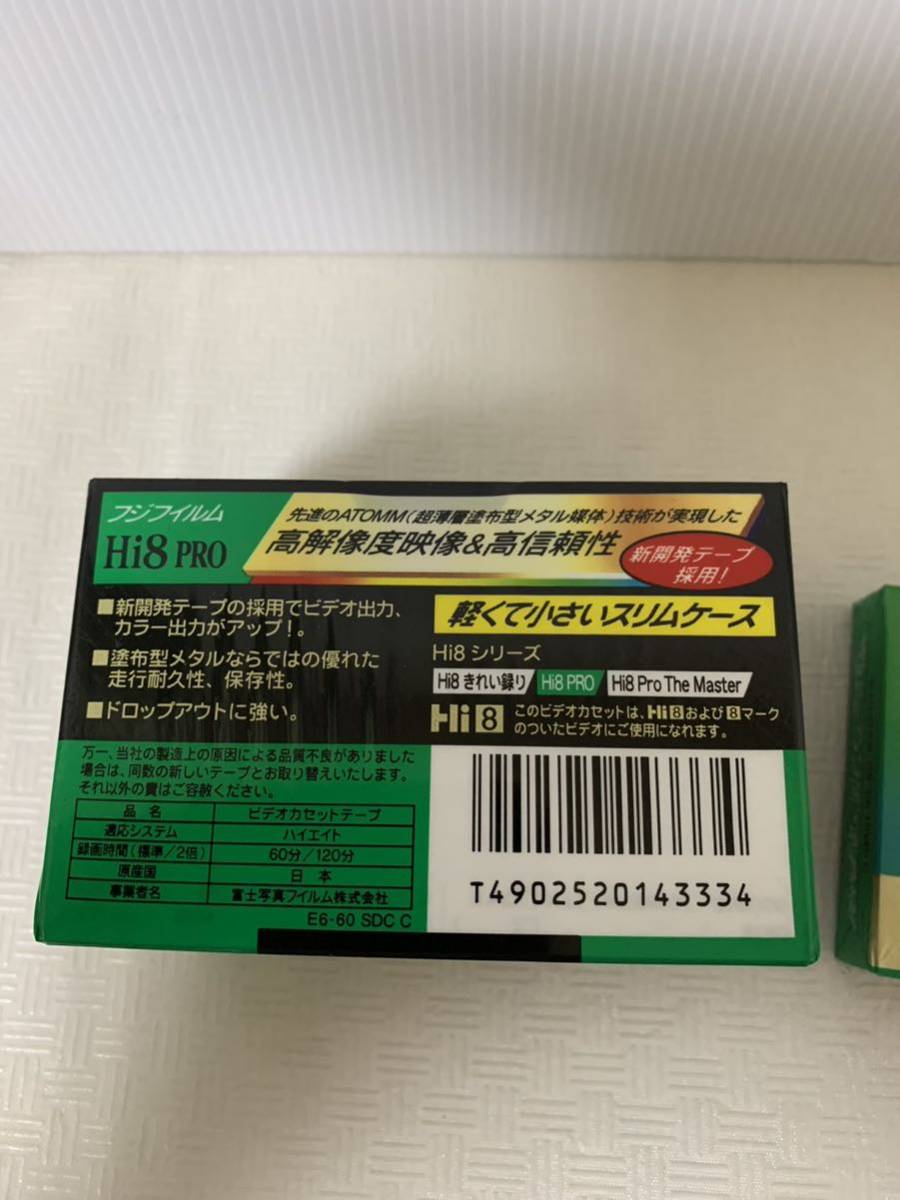 フジフイルム
Hi8 PRO
先進のATOMM(超薄層塗布型メタル媒体)技術が実現した
高解像度映像&高信頼性
新開発テープ
採用!
■新開発テープの採用でビデオ出力、
カラー出力がアップ!。
■塗布型メタルならではの優れた
走行耐久性、保存性。
■ドロップアウトに強い。
軽くて小さいスリムケース
Hi8 シリーズ
Hi8 きれい録り
Hi8 PRO
Hi8 Pro The Master
Hi8
このビデオカセットは、Hi8および8マーク
のついたビデオにご使用になれます。
万一、当社の製造上の原因による品質不良がありました
場合は、同数の新しいテープとお取り替えいたします。
それ以外の責はご容赦ください。
品名 ビデオカセットテープ
適応システム ハイエイト
録画時間(標準/2倍) 60分/120分
原産国 日本
事業者名 富士写真フイルム株式会社
E6-60 SDC C
T4902520143334